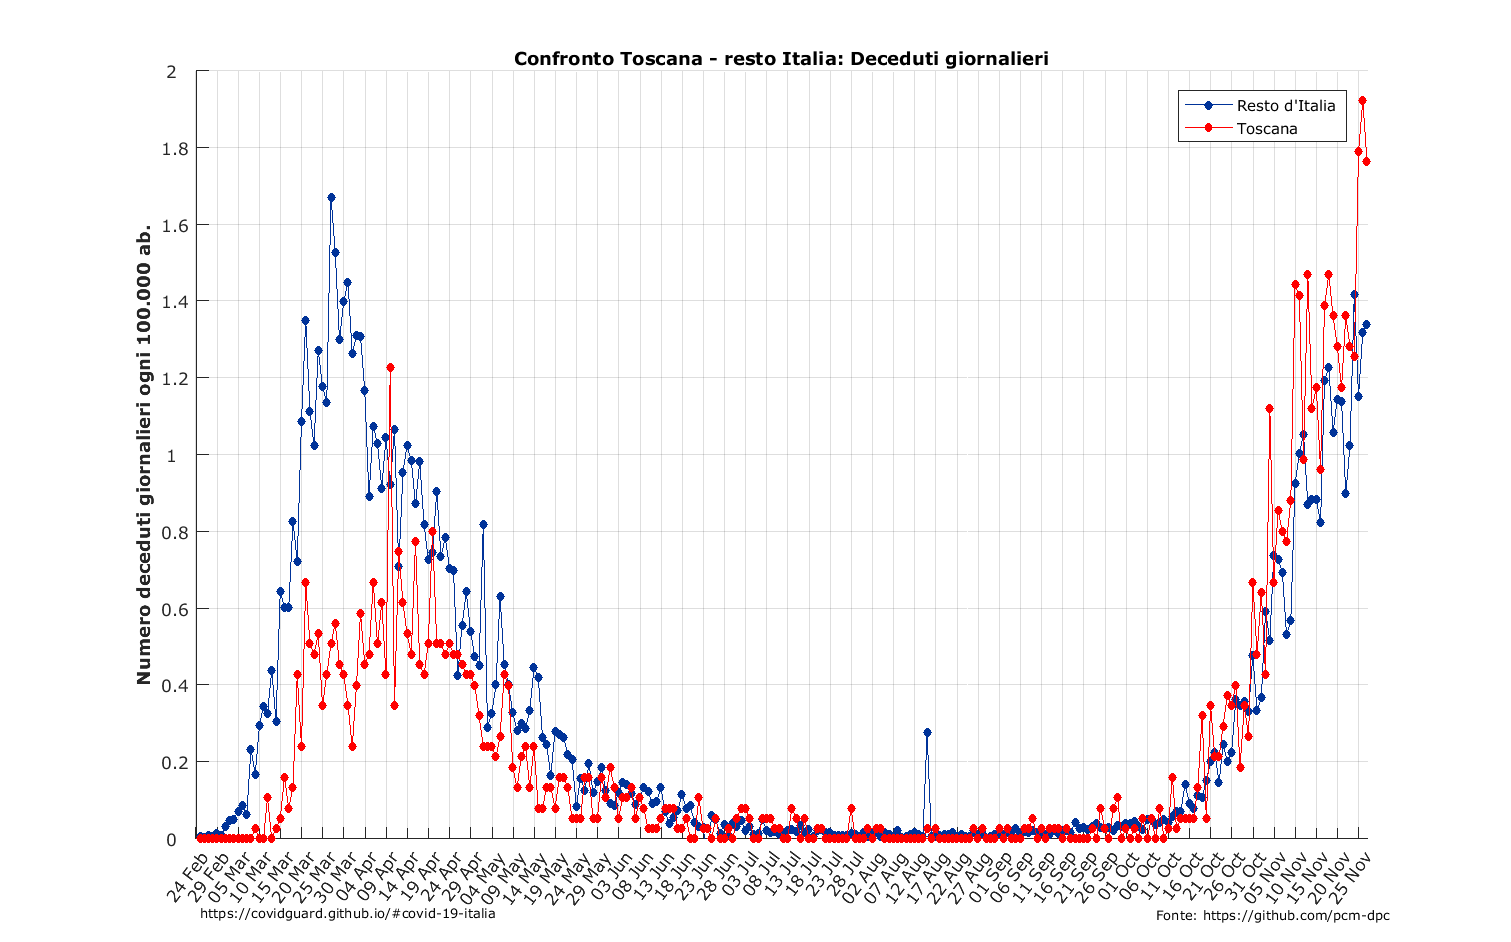 Confronto Toscana - resto Italia: Deceduti giornalieri
Resto d'Italia
Toscana
Numero deceduti giornalieri ogni 100.000 ab.
2
1.8
1.6
1.4
1.2
1
0.8
0.6
0.4
0.2
0
24 Feb
29 Feb
05 Mar
10 Mar
15 Mar
20 Mar
25 Mar
30 Mar
04 Apr
09 Apr
14 Apr
19 Apr
24 Apr
29 Apr
04 May
09 May
14 May
19 May
24 May
29 May
03 Jun
08 Jun
13 Jun
18 Jun
23 Jun
28 Jun
03 Jul
08 Jul
13 Jul
18 Jul
23 Jul
28 Jul
02 Aug
07 Aug
12 Aug
17 Aug
22 Aug
27 Aug
01 Sep
06 Sep
11 Sep
16 Sep
21 Sep
26 Sep
01 Oct
06 Oct
11 Oct
16 Oct
21 Oct
26 Oct
31 Oct
05 Nov
10 Nov
15 Nov
20 Nov
25 Nov
https://covidguard.github.io/#covid-19-italia
Fonte: https://github.com/pcm-dpc